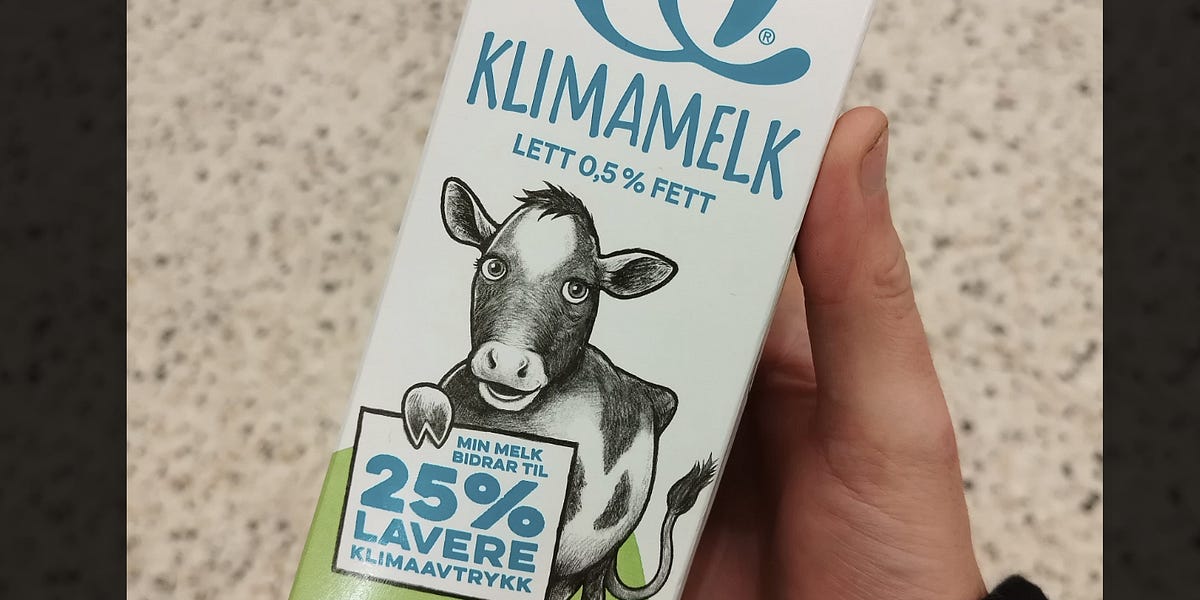 ®
KLIMAMELK
LETT 0,5 % FETT
MIN MELK
BIDRAR TIL
25%
LAVERE
KLIMAAVTRYKK